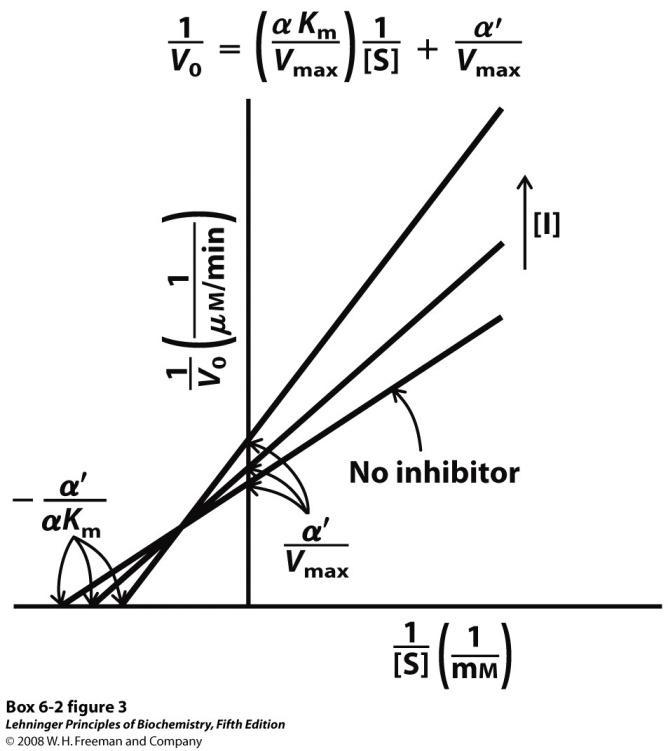 1/V₀ = (α Kₘ/Vmax) 1/[S] + α′/Vmax
[I]
1/V₀ (1/μM/min)
No inhibitor
− α′/αKₘ
α′/Vmax
1/[S] (1/mM)
Box 6-2 figure 3
Lehninger Principles of Biochemistry, Fifth Edition
© 2008 W. H. Freeman and Company